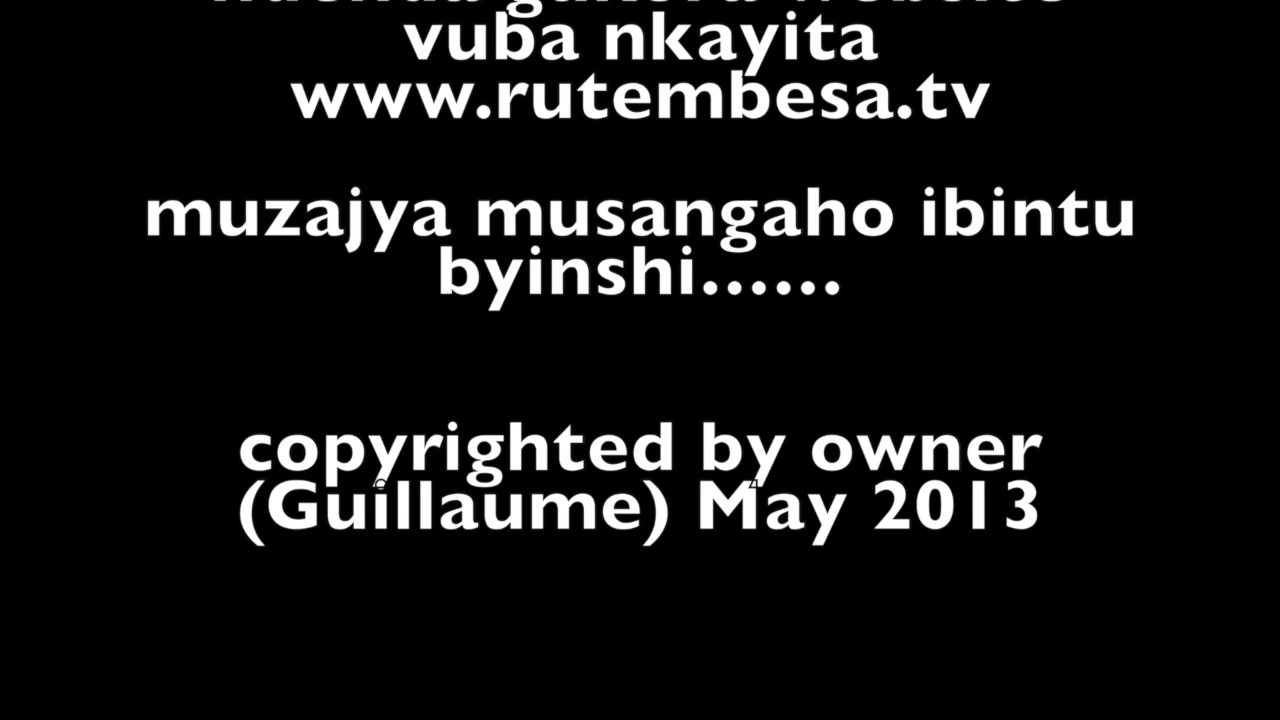 vuba nkayita
www.rutembesa.tv
muzajya musangaho ibintu
byinshi......
copyrighted by owner
(Guillaume) May 2013